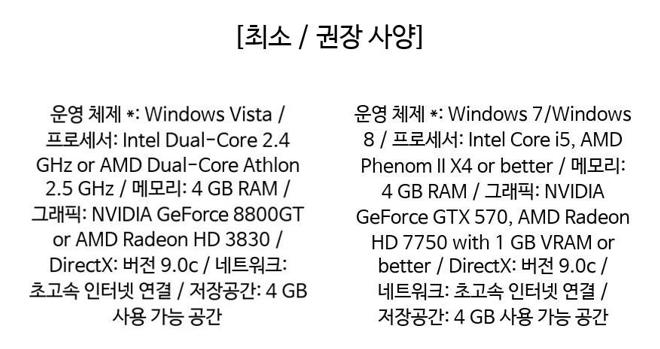 [최소 / 권장 사양]
운영 체제 *: Windows Vista /
프로세서: Intel Dual-Core 2.4
GHz or AMD Dual-Core Athlon
2.5 GHz / 메모리: 4 GB RAM /
그래픽: NVIDIA GeForce 8800GT
or AMD Radeon HD 3830 /
DirectX: 버전 9.0c / 네트워크:
초고속 인터넷 연결 / 저장공간: 4 GB
사용 가능 공간
운영 체제 *: Windows 7/Windows
8 / 프로세서: Intel Core i5, AMD
Phenom II X4 or better / 메모리:
4 GB RAM / 그래픽: NVIDIA
GeForce GTX 570, AMD Radeon
HD 7750 with 1 GB VRAM or
better / DirectX: 버전 9.0c /
네트워크: 초고속 인터넷 연결 /
저장공간: 4 GB 사용 가능 공간